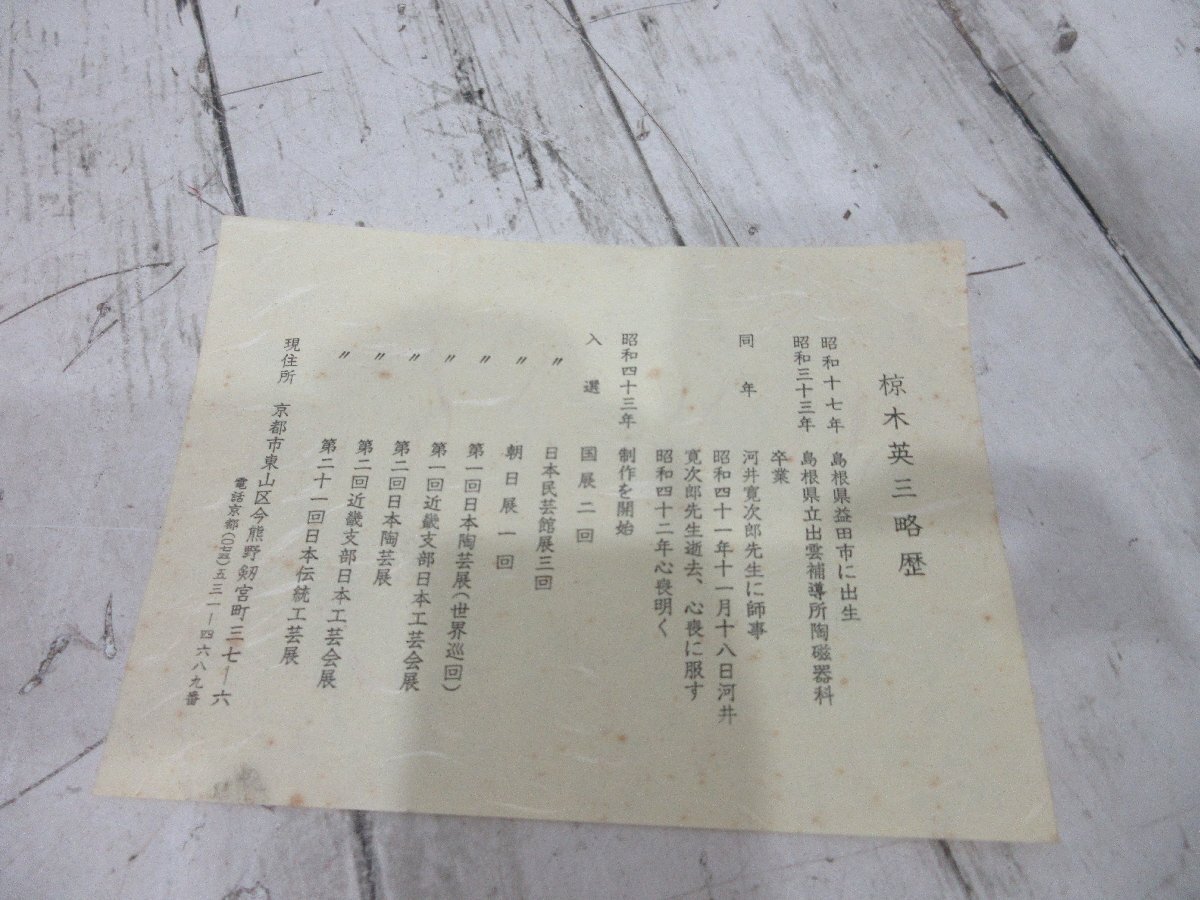 椋木英三略歴
昭和十七年 島根県益田市に出生
昭和三十三年 島根県立出雲補導所陶磁器科
卒業
同年 河井寛次郎先生に師事
昭和四十一年十一月十八日河井
寛次郎先生逝去、心喪に服す
昭和四十二年心喪明く
昭和四十三年 制作を開始
入選 国展二回
〃 日本民芸館展三回
〃 朝日展一回
〃 第一回日本陶芸展(世界巡回)
〃 第一回近畿支部日本工芸会展
〃 第二回日本陶芸展
〃 第二回近畿支部日本工芸会展
〃 第二十一回日本伝統工芸展
現住所 京都市東山区今熊野剱宮町三七ー六
電話京都(〇七五)五三一ー四六八九番